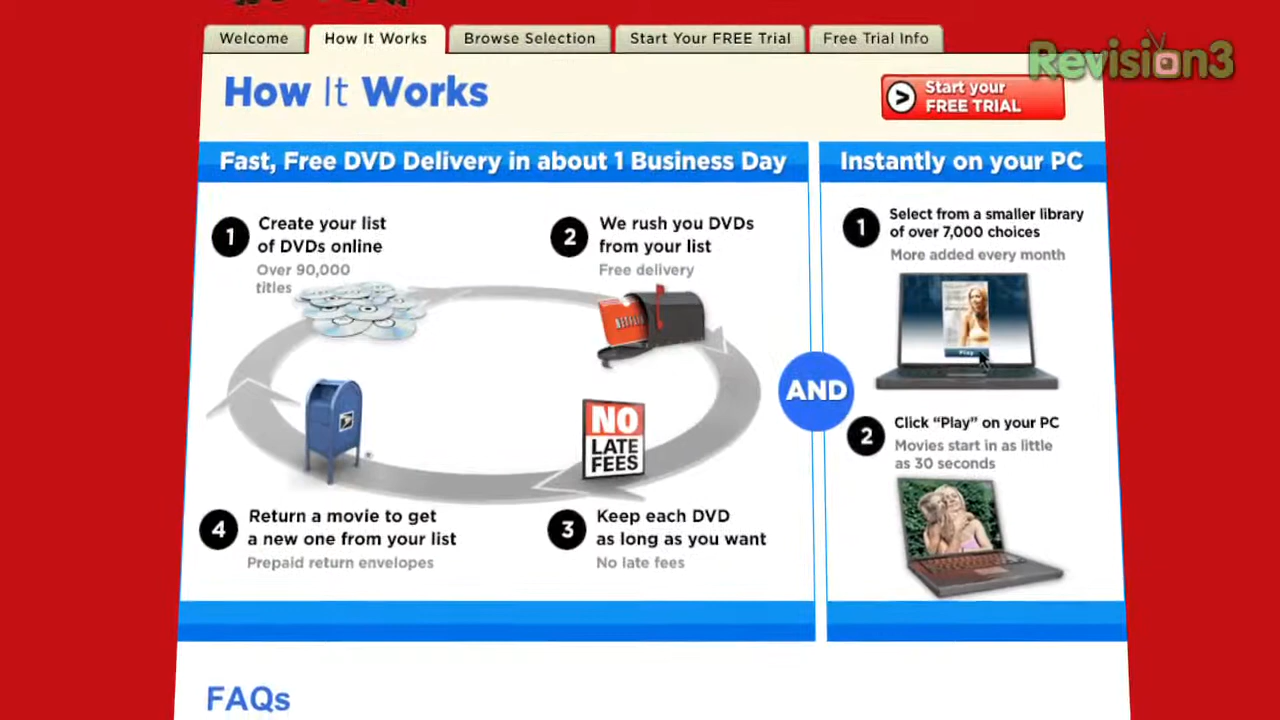 Welcome
How It Works
Browse Selection
Start Your FREE Trial
Free Trial Info
Revision3
How It Works
Start your
FREE TRIAL
Fast, Free DVD Delivery in about 1 Business Day
1
Create your list
of DVDs online
Over 90,000
titles
2
We rush you DVDs
from your list
Free delivery
NETFLIX
NO
LATE
FEES
4
Return a movie to get
a new one from your list
Prepaid return envelopes
3
Keep each DVD
as long as you want
No late fees
AND
Instantly on your PC
1
Select from a smaller library
of over 7,000 choices
More added every month
Play
2
Click “Play” on your PC
Movies start in as little
as 30 seconds
FAQs